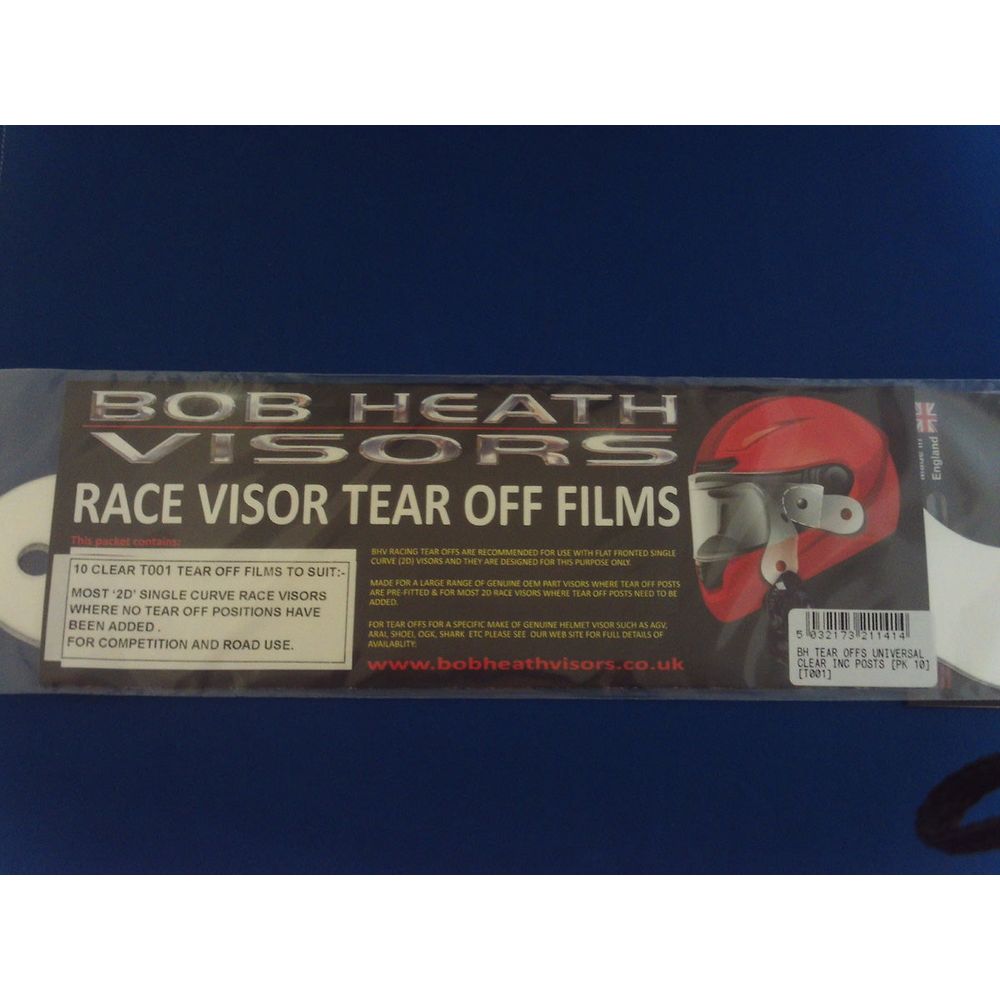 BOB HEATH
VISORS
RACE VISOR TEAR OFF FILMS
This packet contains:
10 CLEAR T001 TEAR OFF FILMS TO SUIT:-
MOST '2D' SINGLE CURVE RACE VISORS
WHERE NO TEAR OFF POSITIONS HAVE
BEEN ADDED .
FOR COMPETITION AND ROAD USE.
BHV RACING TEAR OFFS ARE RECOMMENDED FOR USE WITH FLAT FRONTED SINGLE
CURVE (2D) VISORS AND THEY ARE DESIGNED FOR THIS PURPOSE ONLY.
MADE FOR A LARGE RANGE OF GENUINE OEM PART VISORS WHERE TEAR OFF POSTS
ARE PRE-FITTED & FOR MOST 2D RACE VISORS WHERE TEAR OFF POSTS NEED TO BE
ADDED.
FOR TEAR OFFS FOR A SPECIFIC MAKE OF GENUINE HELMET VISOR SUCH AS AGV,
ARAI, SHOEI, OGK, SHARK ETC PLEASE SEE OUR WEB SITE FOR FULL DETAILS OF
AVAILABLITY:
www.bobheathvisors.co.uk
5 032173 211414
BH TEAR OFFS UNIVERSAL
CLEAR INC POSTS [PK 10]
[T001]
England